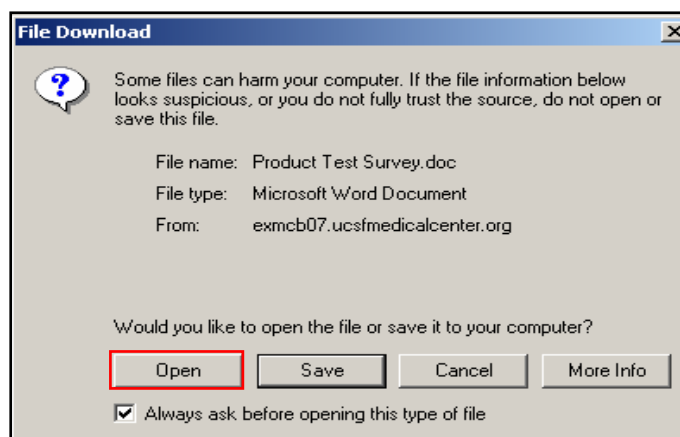 File Download
Some files can harm your computer. If the file information below
looks suspicious, or you do not fully trust the source, do not open or
save this file.
File name: Product Test Survey.doc
File type: Microsoft Word Document
From: exmcb07.ucsfmedicalcenter.org
Would you like to open the file or save it to your computer?
Open Save Cancel More Info
Always ask before opening this type of file